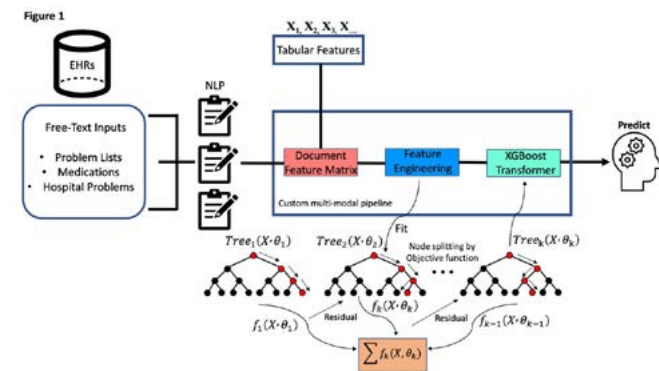 Figure 1
EHRs
Free-Text Inputs
• Problem Lists
• Medications
• Hospital Problems
NLP
X₁, X₂, X₃, X...
Tabular Features
Document
Feature Matrix
Feature
Engineering
XGBoost
Transformer
Custom multi-modal pipeline
Predict
Fit
Tree₁(X·θ₁)
Tree₂(X·θ₂)
Node splitting by
Objective function
Treeₖ(X·θₖ)
• • •
f₁(X·θ₁)
Residual
fₖ(X·θₖ)
Residual
fₖ₋₁(X·θₖ₋₁)
∑ fₖ(X, θₖ)